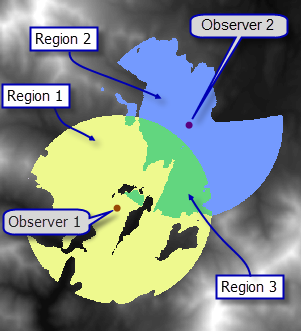 Observer 2
Region 2
Region 1
Observer 1
Region 3